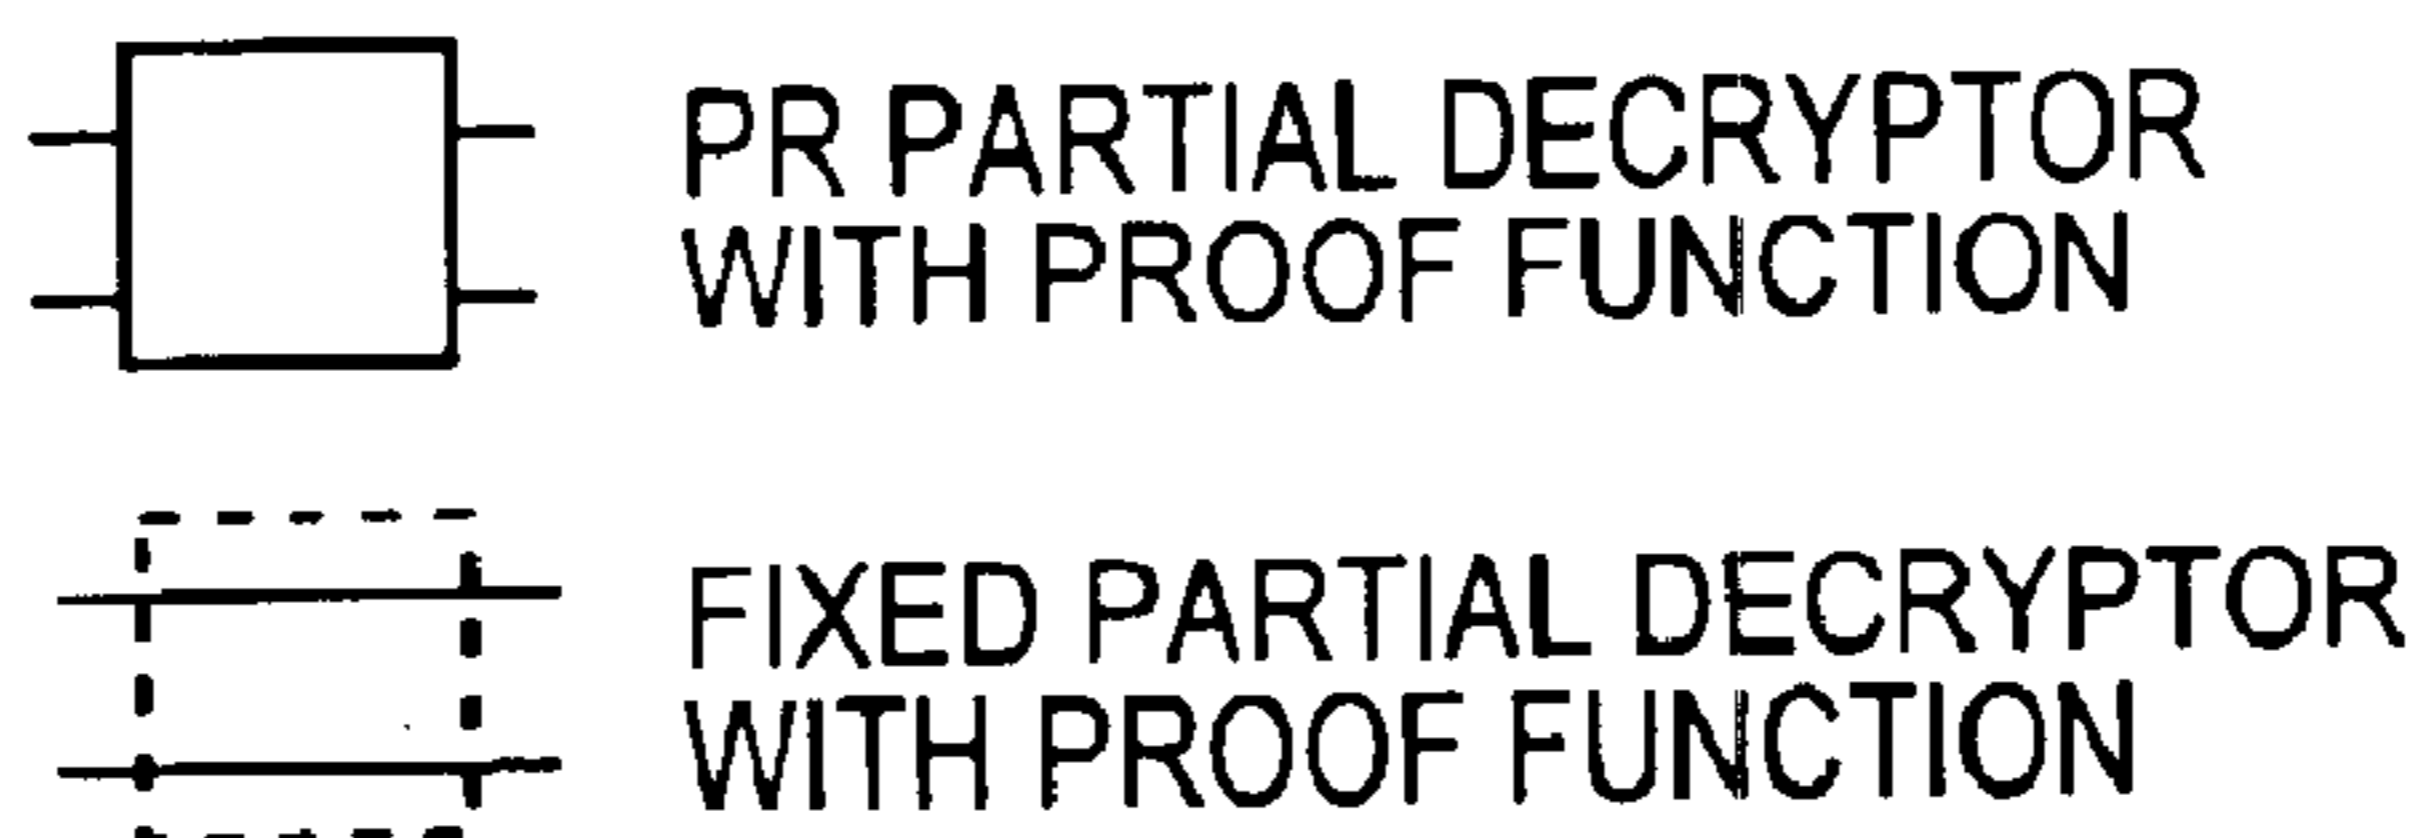 PR PARTIAL DECRYPTOR
WITH PROOF FUNCTION
FIXED PARTIAL DECRYPTOR
WITH PROOF FUNCTION